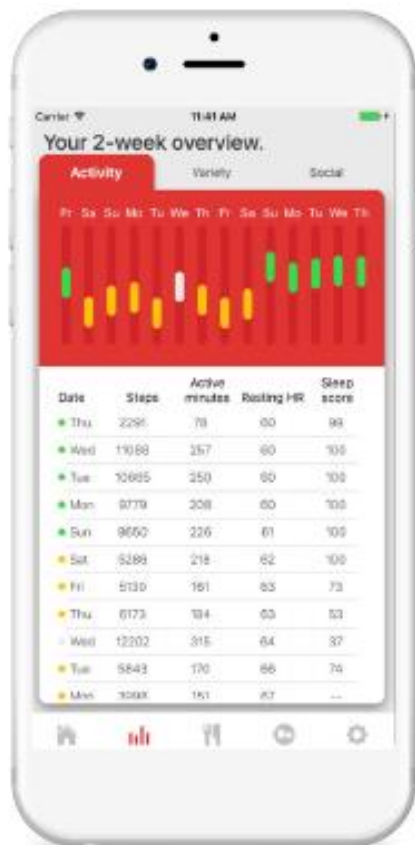 Carrier 11:41 AM
Your 2-week overview.
Activity Variety Social
Fr Sa Su Mo Tu We Th Fr Sa Su Mo Tu We Th
Date Steps Active minutes Resting HR Sleep score
Thu 2291 78 60 99
Wed 257 60 100
Tue 250 60 100
Mon 9779 208 60 100
Sun 9650 226 61 100
Sat 218 62 100
Fri 5130 161 63 73
Thu 6173 184 63 53
Wed 12202 315 64 37
Tue 5843 170 66 74
Mon 151 67 --